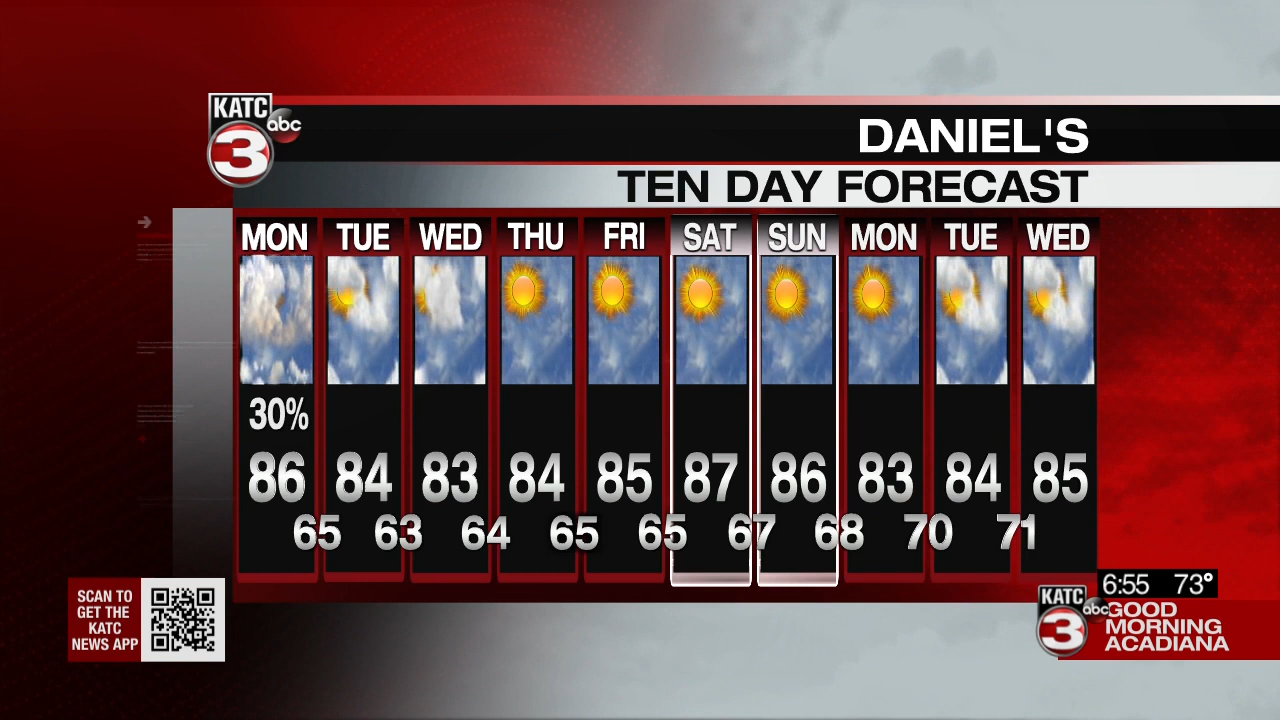 KATC
abc
3
DANIEL'S
TEN DAY FORECAST
MON TUE WED THU FRI SAT SUN MON TUE WED
30%
86 84 83 84 85 87 86 83 84 85
65 63 64 65 65 67 68 70 71
SCAN TO
GET THE
KATC
NEWS APP
6:55 73°
KATC
abc
3
GOOD
MORNING
ACADIANA